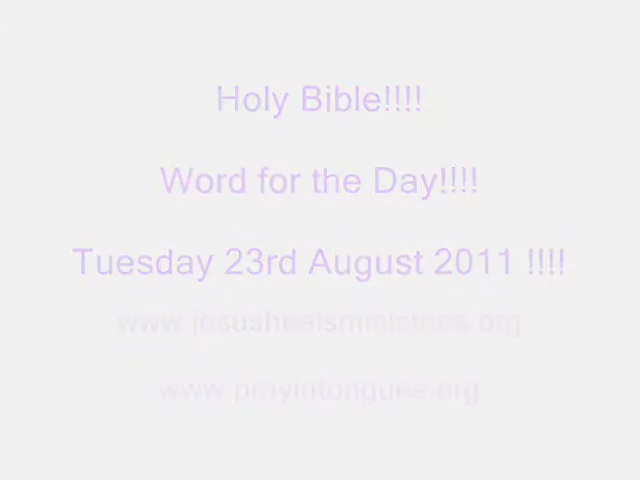 Holy Bible!!!!
Word for the Day!!!!
Tuesday 23rd August 2011 !!!!
www.jesushealsministries.org
www.prayintongues.org